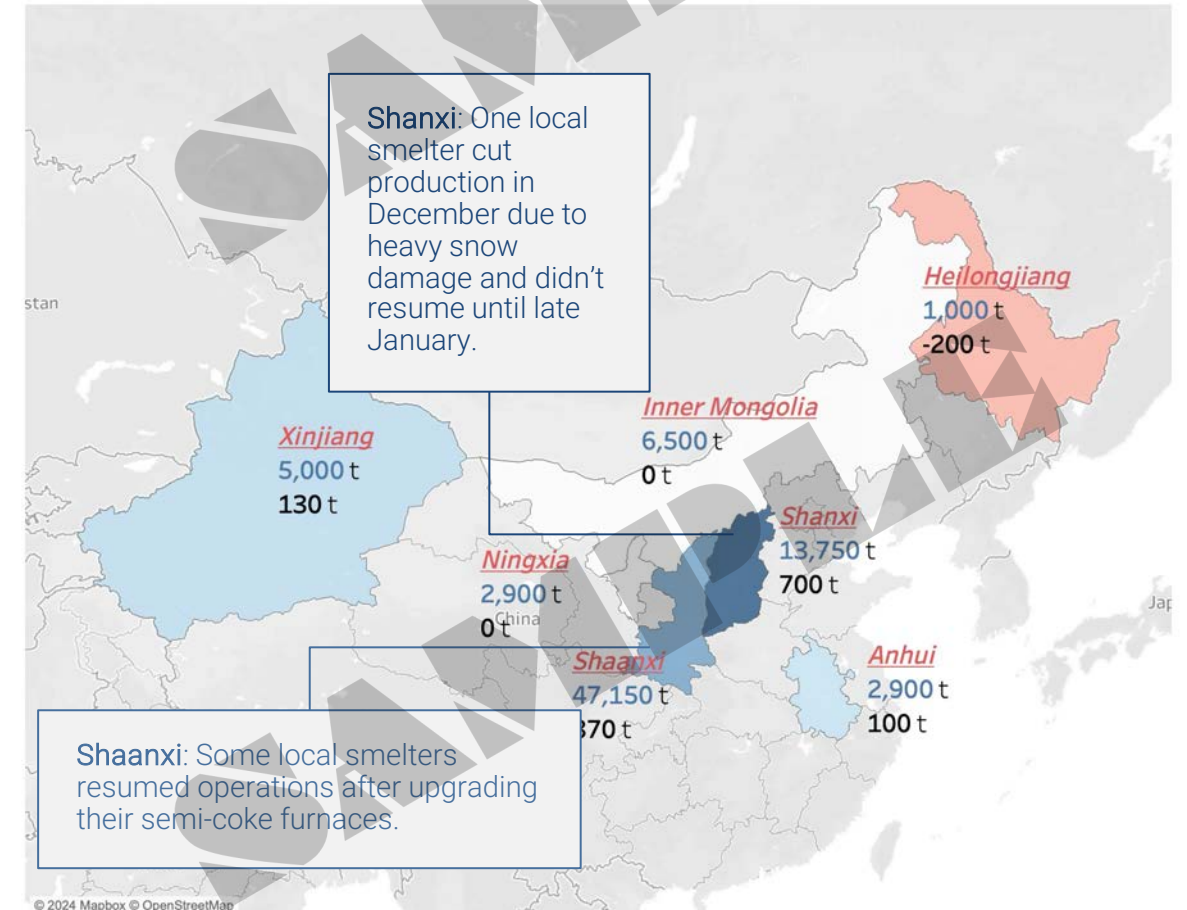 SAMPLE
Shanxi: One local
smelter cut
production in
December due to
heavy snow
damage and didn't
resume until late
January.
stan
Heilongjiang
1,000 t
-200 t
Inner Mongolia
6,500 t
0 t
Xinjiang
5,000 t
130 t
Shanxi
13,750 t
700 t
Ningxia
2,900 t
0 t
China
Jap
Shaanxi
47,150 t
370 t
Anhui
2,900 t
100 t
Shaanxi: Some local smelters
resumed operations after upgrading
their semi-coke furnaces.
SAMPLE
© 2024 Mapbox © OpenStreetMap